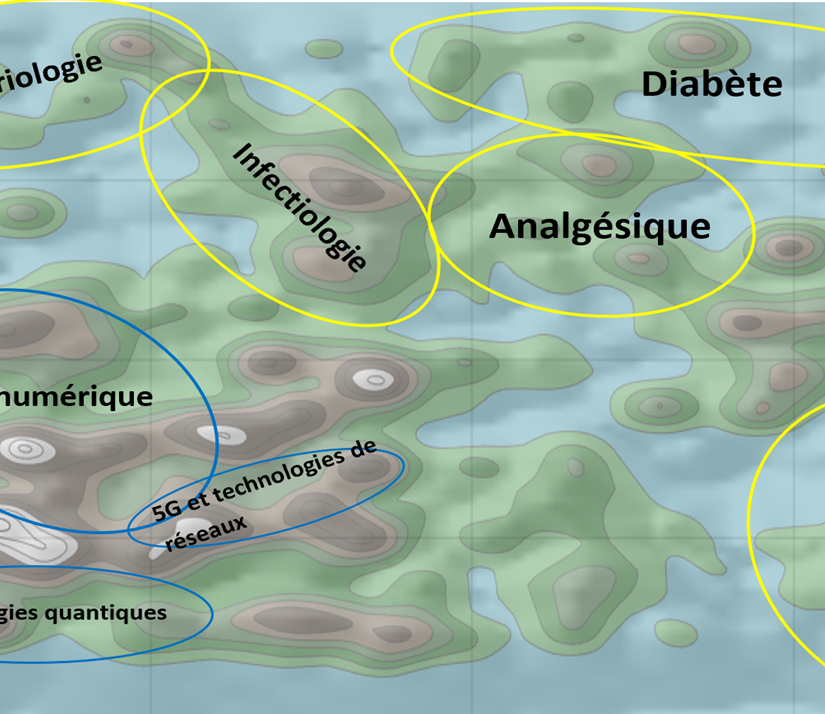 riologie
Diabète
Infectiologie
Analgésique
numérique
5G et technologies de
réseaux
gies quantiques